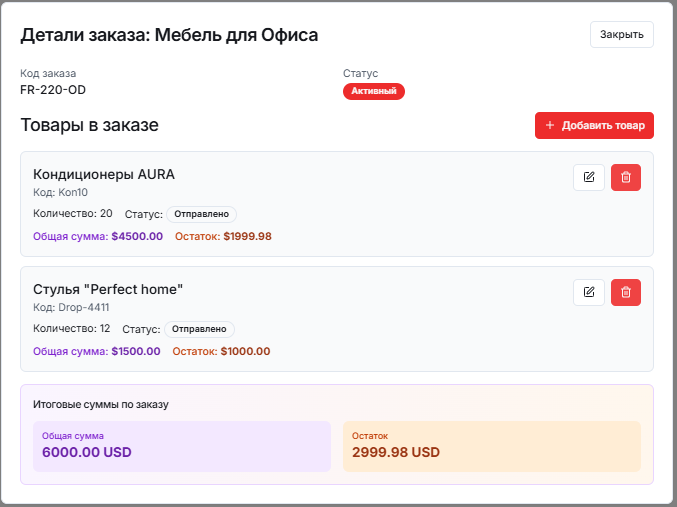 Детали заказа: Мебель для Офиса
Закрыть
Код заказа
Статус
FR-220-OD
Активный
Товары в заказе
+ Добавить товар
Кондиционеры AURA
Код: Kon10
Количество: 20 Статус: Отправлено
Общая сумма: $4500.00 Остаток: $1999.98
Стулья "Perfect home"
Код: Drop-4411
Количество: 12 Статус: Отправлено
Общая сумма: $1500.00 Остаток: $1000.00
Итоговые суммы по заказу
Общая сумма
6000.00 USD
Остаток
2999.98 USD